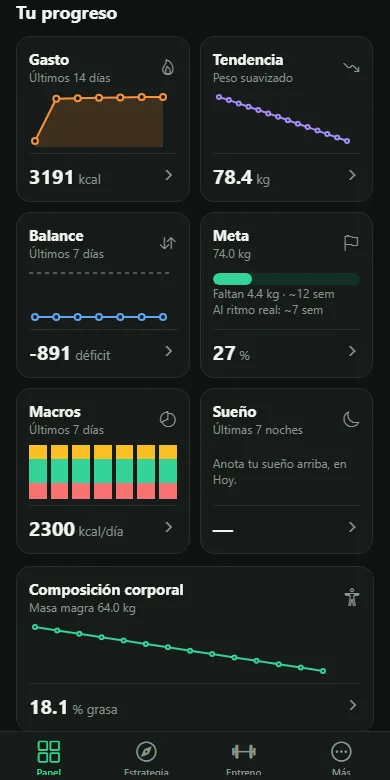 Tu progreso
Gasto
Últimos 14 días
3191 kcal
Tendencia
Peso suavizado
78.4 kg
Balance
Últimos 7 días
-891 déficit
Meta
74.0 kg
Faltan 4.4 kg · ~12 sem
Al ritmo real: ~7 sem
27 %
Macros
Últimos 7 días
2300 kcal/día
Sueño
Últimas 7 noches
Anota tu sueño arriba, en
Hoy.
—
Composición corporal
Masa magra 64.0 kg
18.1 % grasa
Panel
Estrategia
Entreno
Más